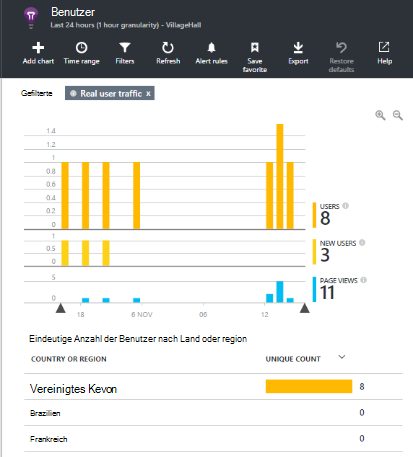 Benutzer
Last 24 hours (1 hour granularity) - VillageHall
Add chart Time range Filters Refresh Alert rules Save favorite Export Restore defaults Help
Gefilterte Real user traffic x
1.4
1.2
1
0.8
0.6
0.4
0.2
0
USERS
8
1
0.5
0
NEW USERS
3
5
0
PAGE VIEWS
11
18 6 NOV 06 12
Eindeutige Anzahl der Benutzer nach Land oder region
COUNTRY OR REGION UNIQUE COUNT
Vereinigtes Kevon 8
Brazilien 0
Frankreich 0